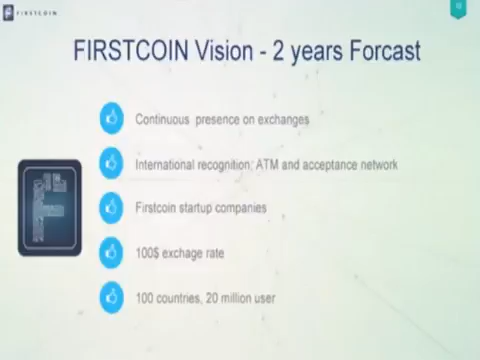 FIRSTCOIN
FIRSTCOIN Vision - 2 years Forcast
Continuous presence on exchanges
International recognition: ATM and acceptance network
Firstcoin startup companies
100$ exchage rate
100 countries, 20 million user